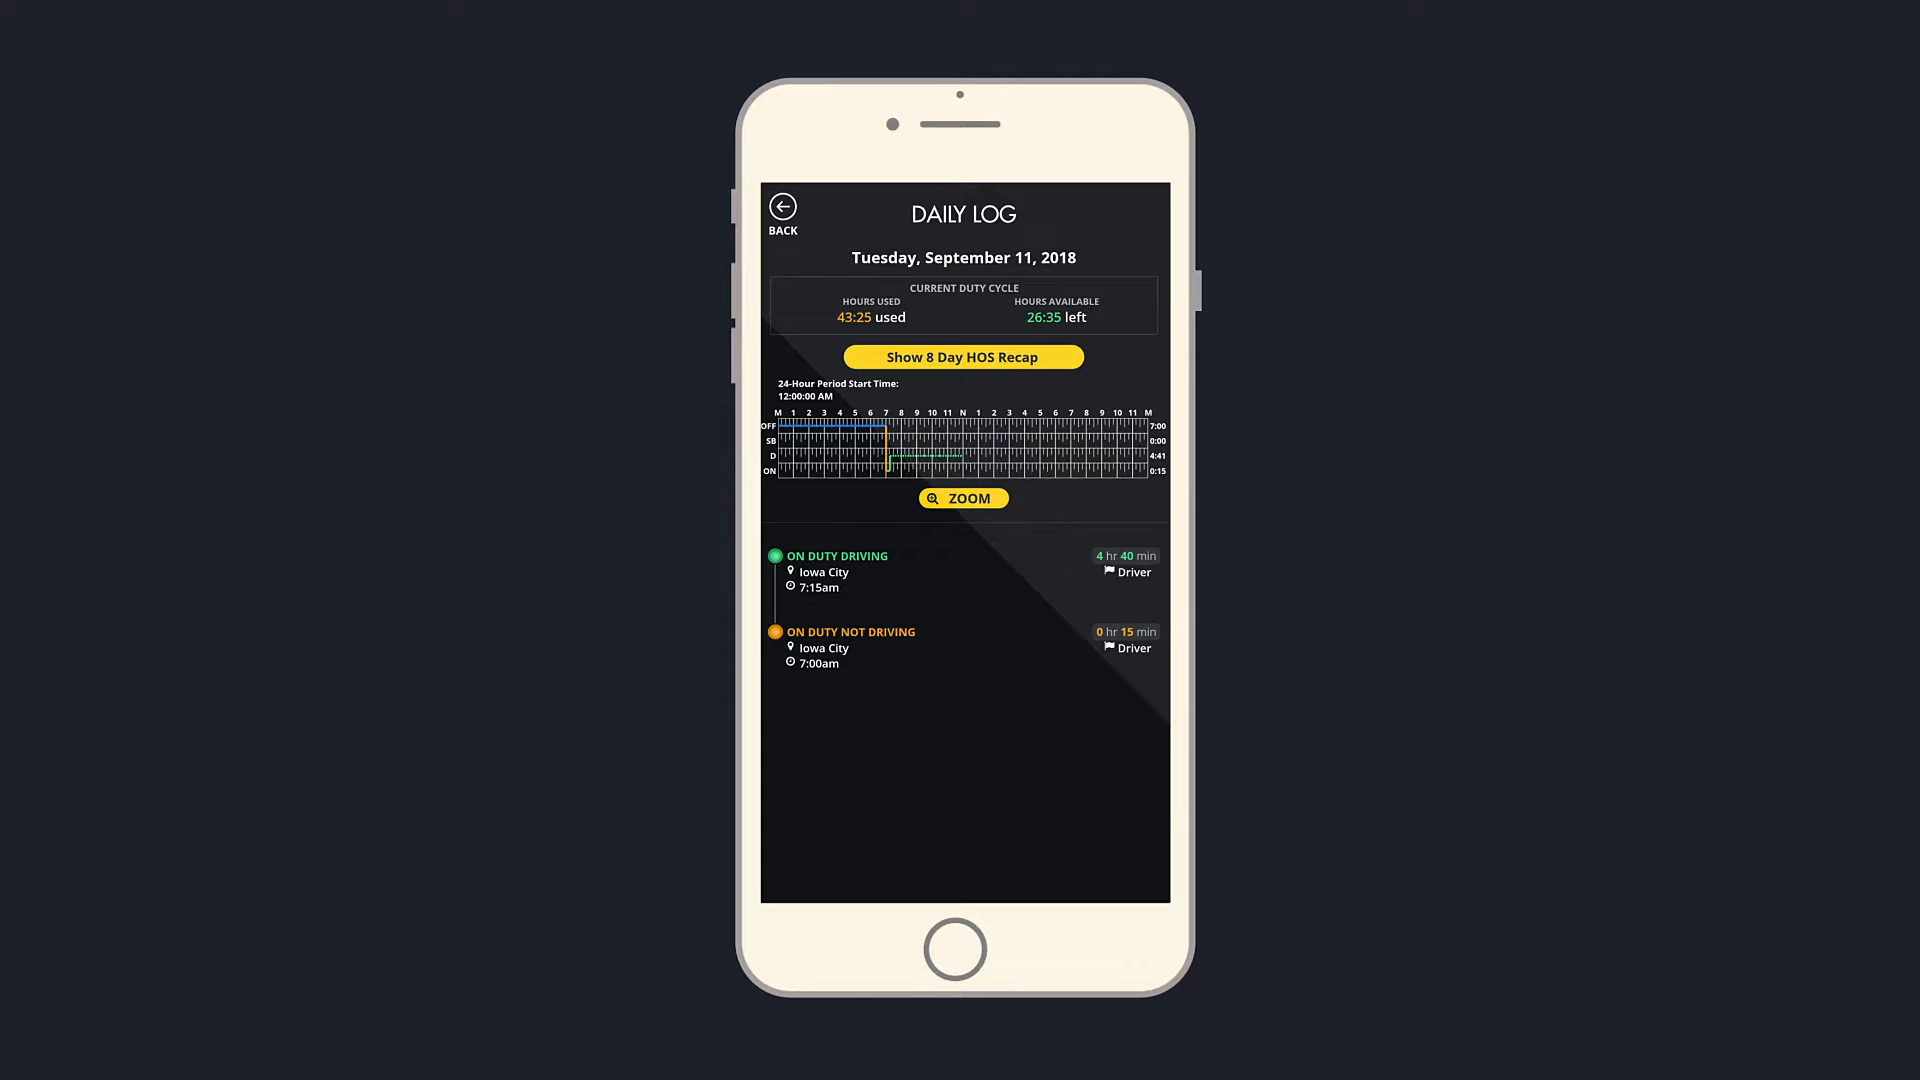 BACK
DAILY LOG
Tuesday, September 11, 2018
CURRENT DUTY CYCLE
HOURS USED HOURS AVAILABLE
43:25 used 26:35 left
Show 8 Day HOS Recap
24-Hour Period Start Time:
12:00:00 AM
M 1 2 3 4 5 6 7 8 9 10 11 N 1 2 3 4 5 6 7 8 9 10 11 M
OFF 7:00
SB 0:00
D 4:41
ON 0:15
ZOOM
ON DUTY DRIVING 4 hr 40 min
Iowa City Driver
7:15am
ON DUTY NOT DRIVING 0 hr 15 min
Iowa City Driver
7:00am